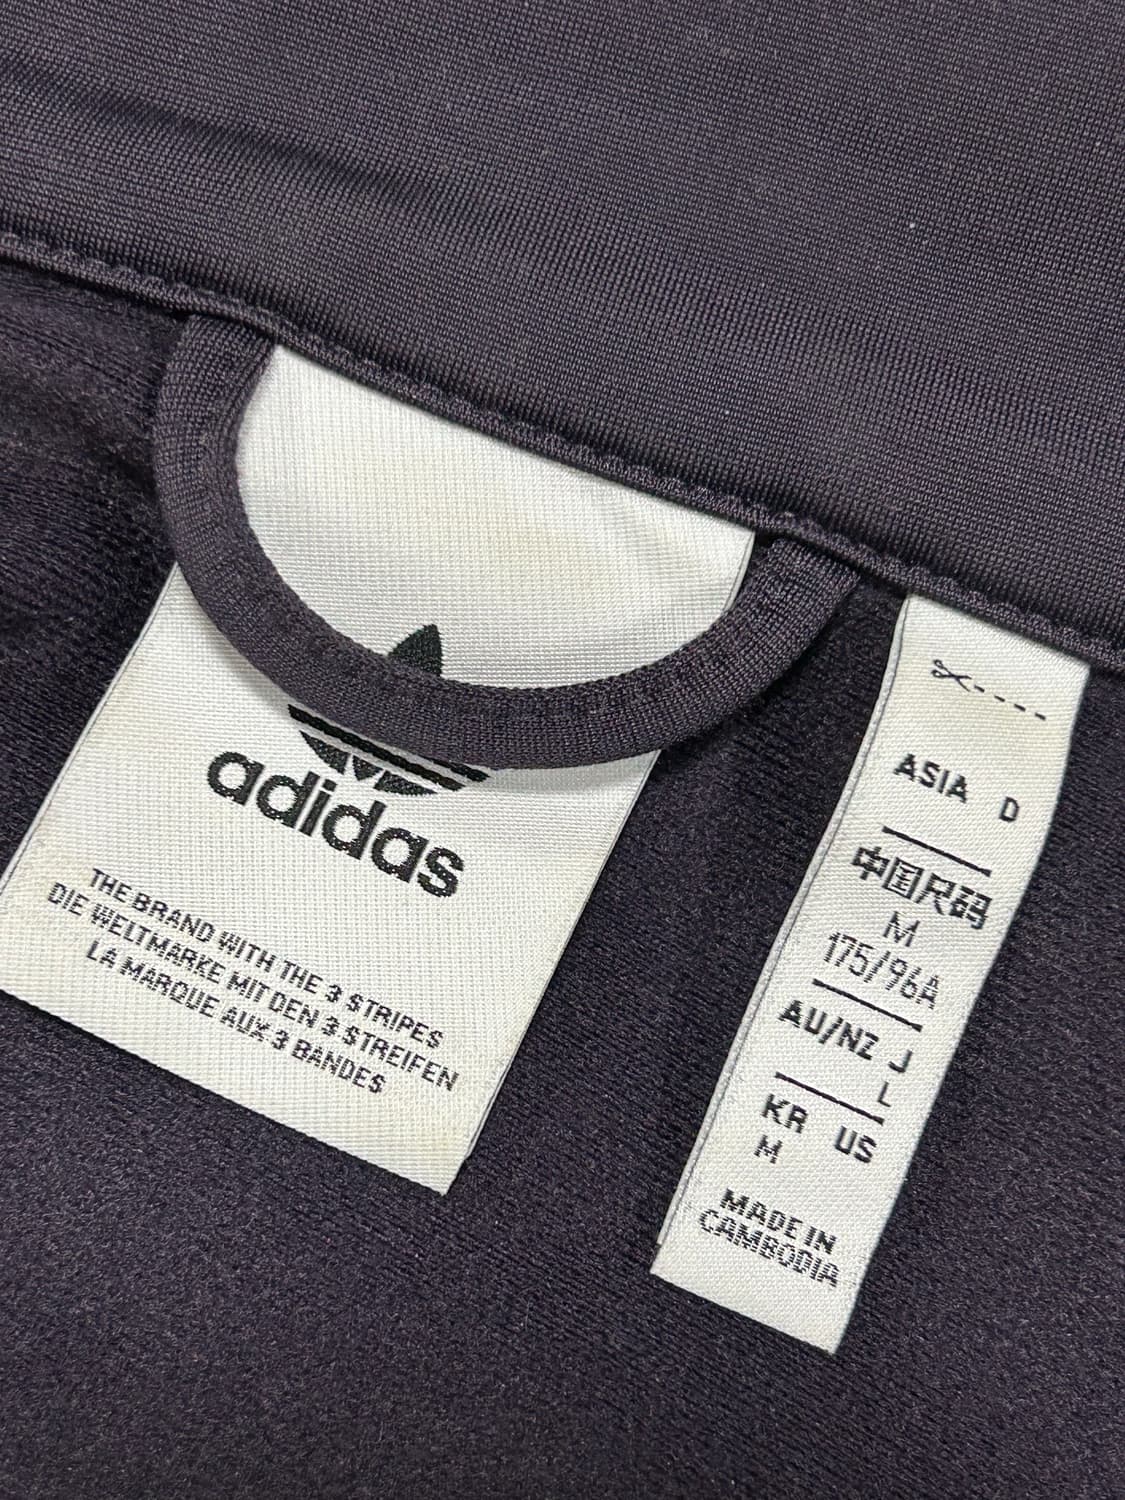 adidas
THE BRAND WITH THE 3 STRIPES
DIE WELTMARKE MIT DEN 3 STREIFEN
LA MARQUE AUX 3 BANDES
ASIA D
中国尺码
M
175/96A
AU/NZ J
L
KR US
M
MADE IN
CAMBODIA